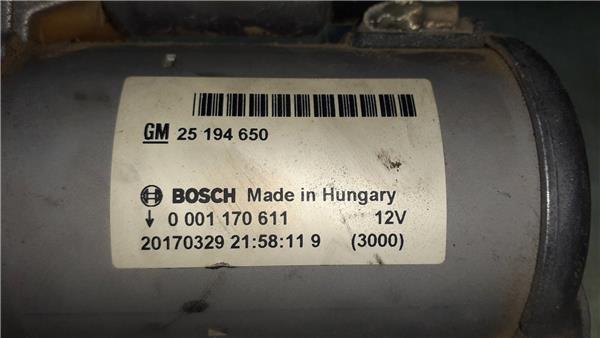 GM 25 194 650
BOSCH Made in Hungary
0 001 170 611 12V
20170329 21:58:11 9 (3000)